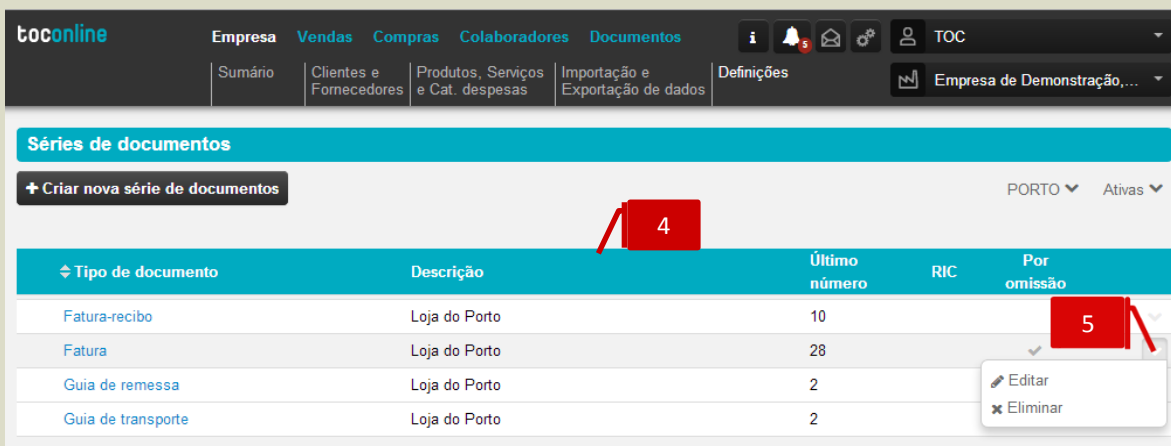 toconline
Empresa Vendas Compras Colaboradores Documentos i 5 TOC
Sumário Clientes e Fornecedores Produtos, Serviços e Cat. despesas Importação e Exportação de dados Definições Empresa de Demonstração,...
Séries de documentos
+ Criar nova série de documentos PORTO Ativas
4
Tipo de documento Descrição Último número RIC Por omissão
Fatura-recibo Loja do Porto 10
5
Fatura Loja do Porto 28
Guia de remessa Loja do Porto 2
Editar
Eliminar
Guia de transporte Loja do Porto 2